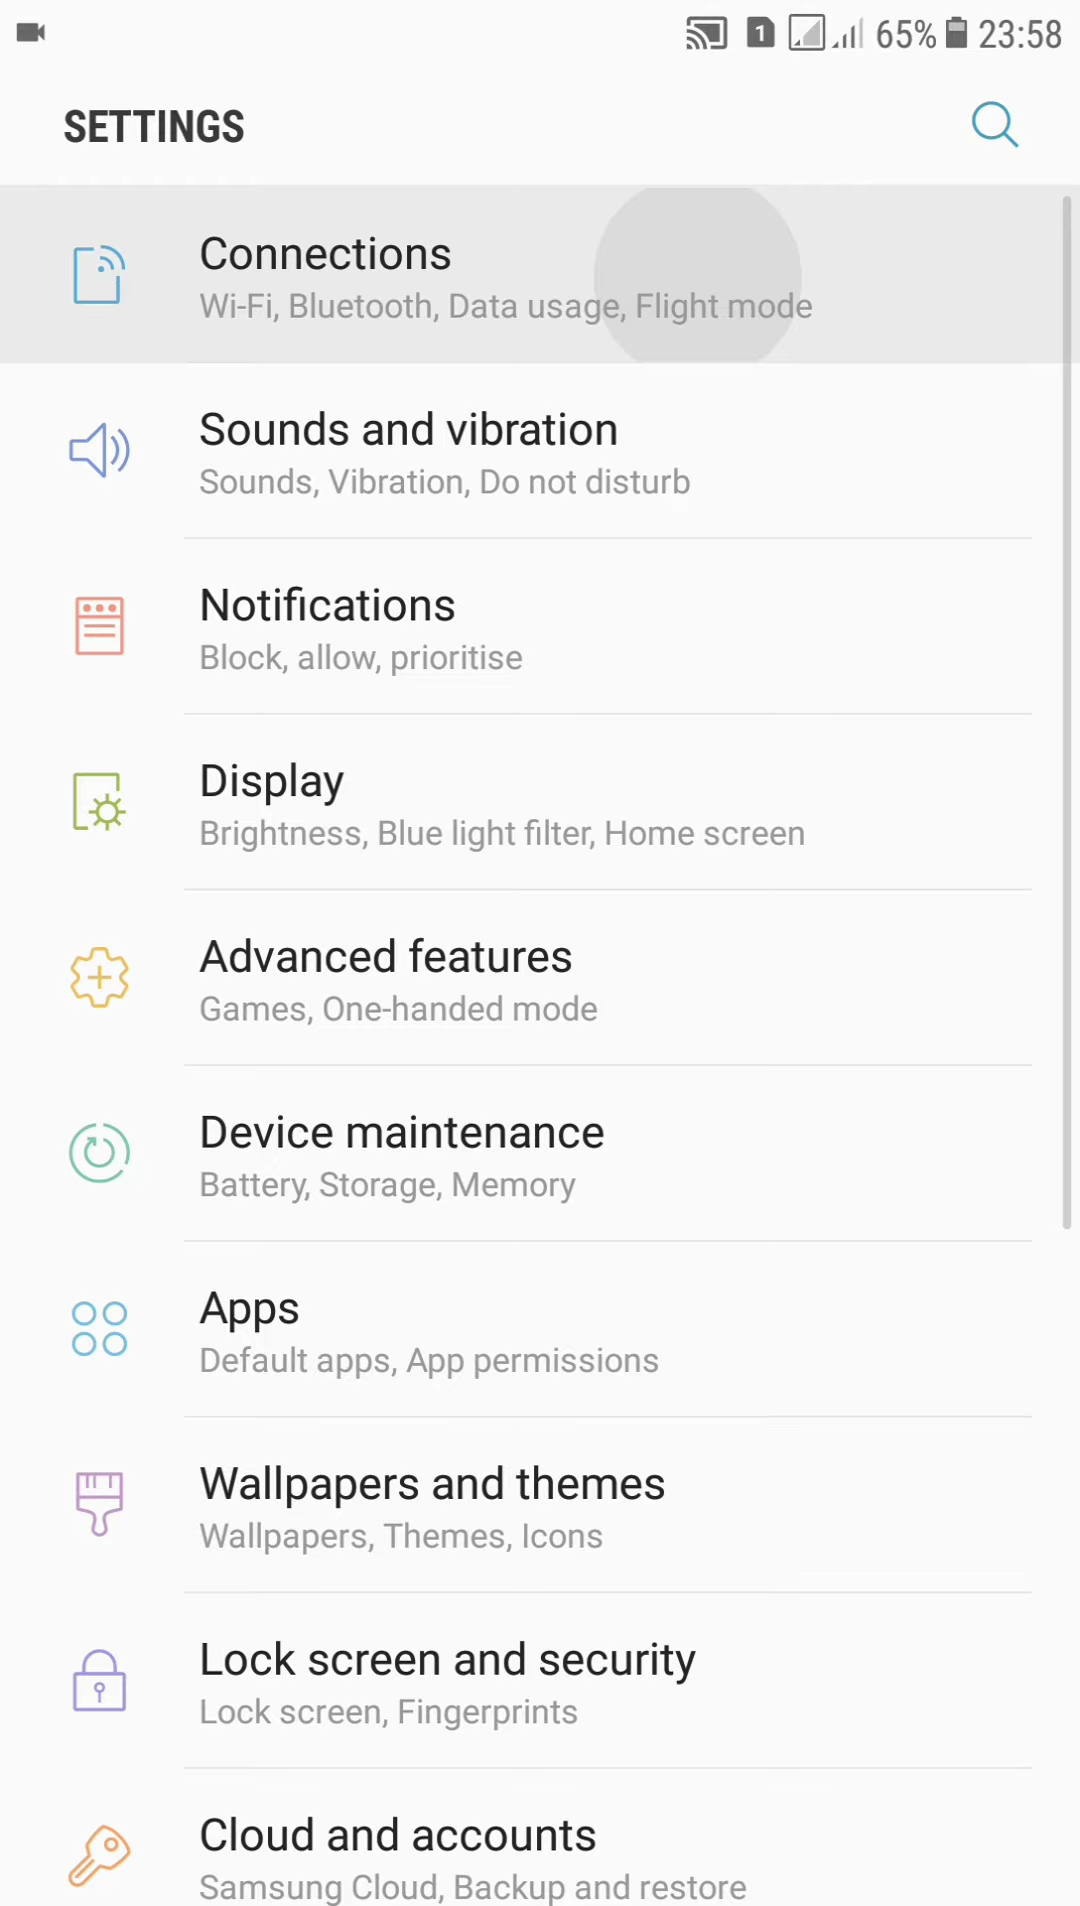 1 65% 23:58
SETTINGS
Connections
Wi-Fi, Bluetooth, Data usage, Flight mode
Sounds and vibration
Sounds, Vibration, Do not disturb
Notifications
Block, allow, prioritise
Display
Brightness, Blue light filter, Home screen
Advanced features
Games, One-handed mode
Device maintenance
Battery, Storage, Memory
Apps
Default apps, App permissions
Wallpapers and themes
Wallpapers, Themes, Icons
Lock screen and security
Lock screen, Fingerprints
Cloud and accounts
Samsung Cloud, Backup and restore